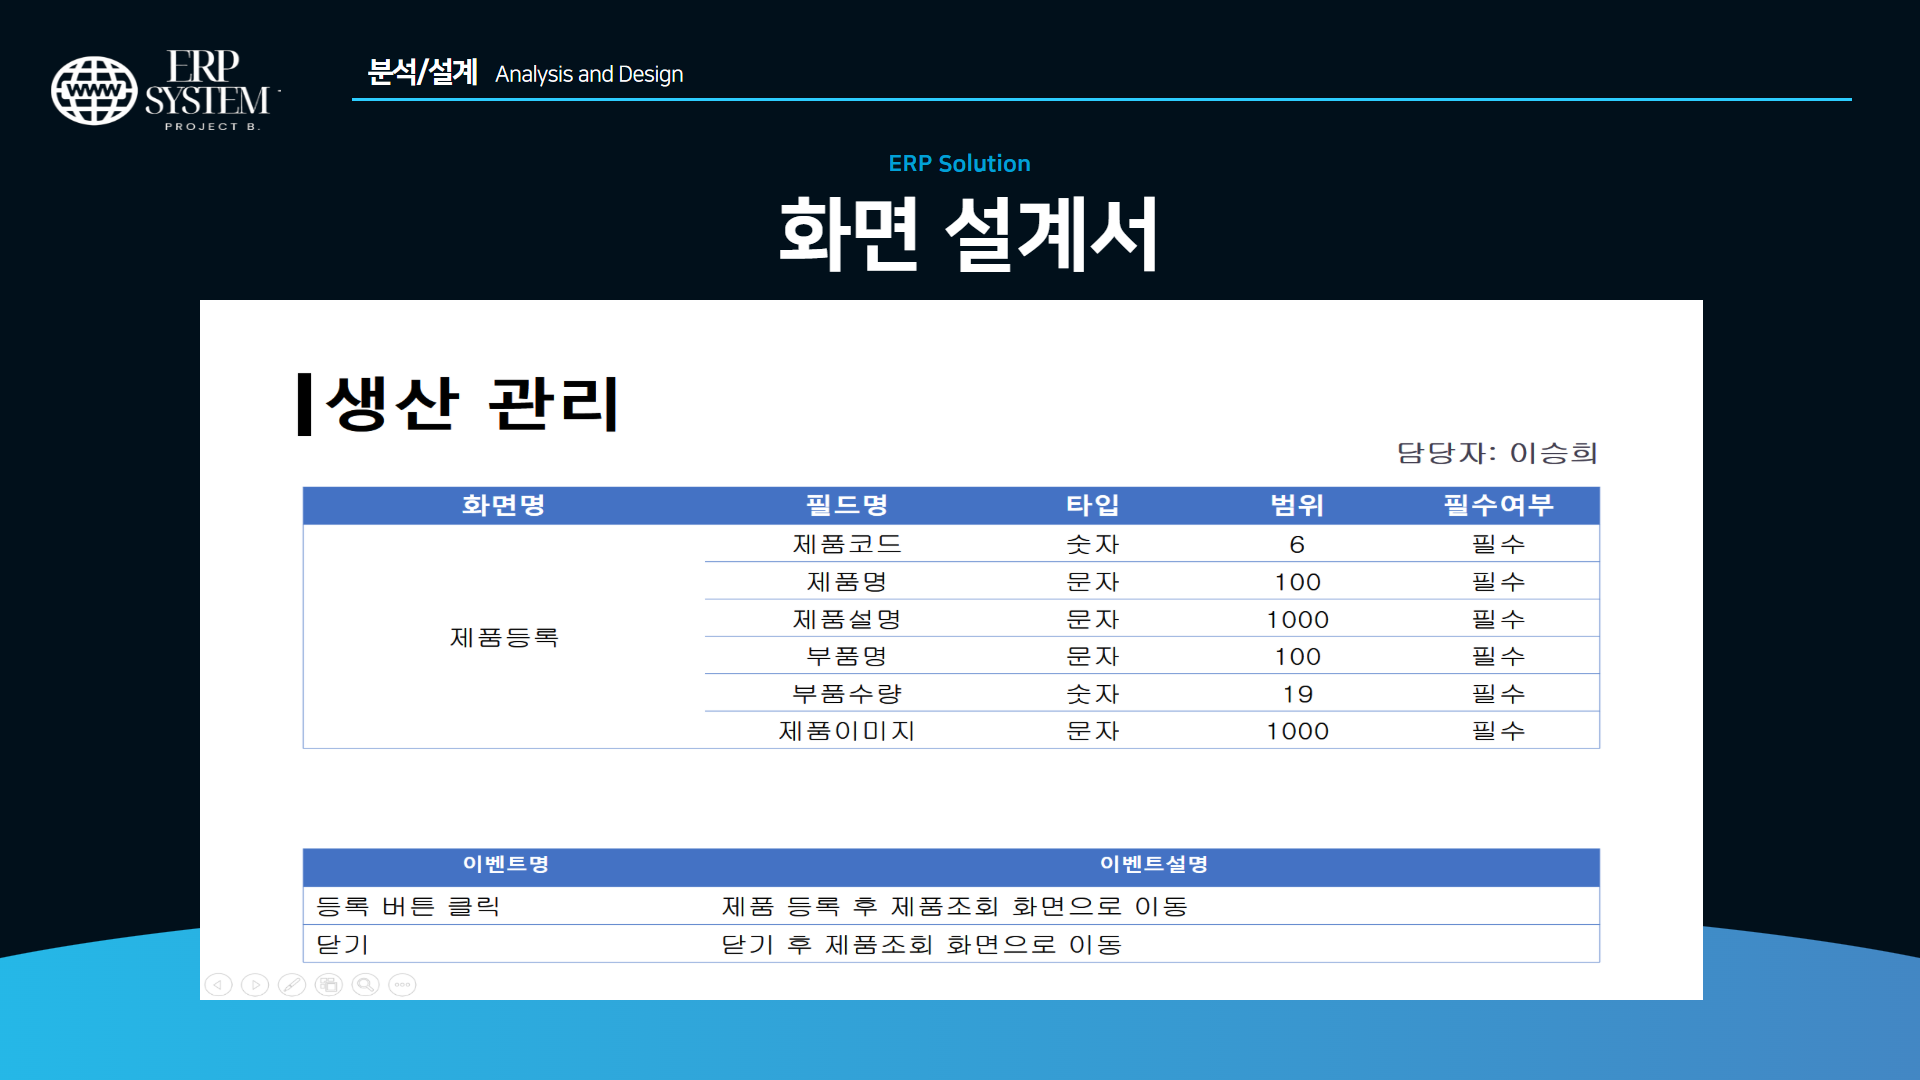 ERP
SYSTEM
PROJECT B.
WWW
분석/설계 Analysis and Design
ERP Solution
화면 설계서
생산 관리
담당자: 이승희
화면명 필드명 타입 범위 필수여부
제품등록
제품코드 숫자 6 필수
제품명 문자 100 필수
제품설명 문자 1000 필수
부품명 문자 100 필수
부품수량 숫자 19 필수
제품이미지 문자 1000 필수
이벤트명 이벤트설명
등록 버튼 클릭 제품 등록 후 제품조회 화면으로 이동
닫기 닫기 후 제품조회 화면으로 이동